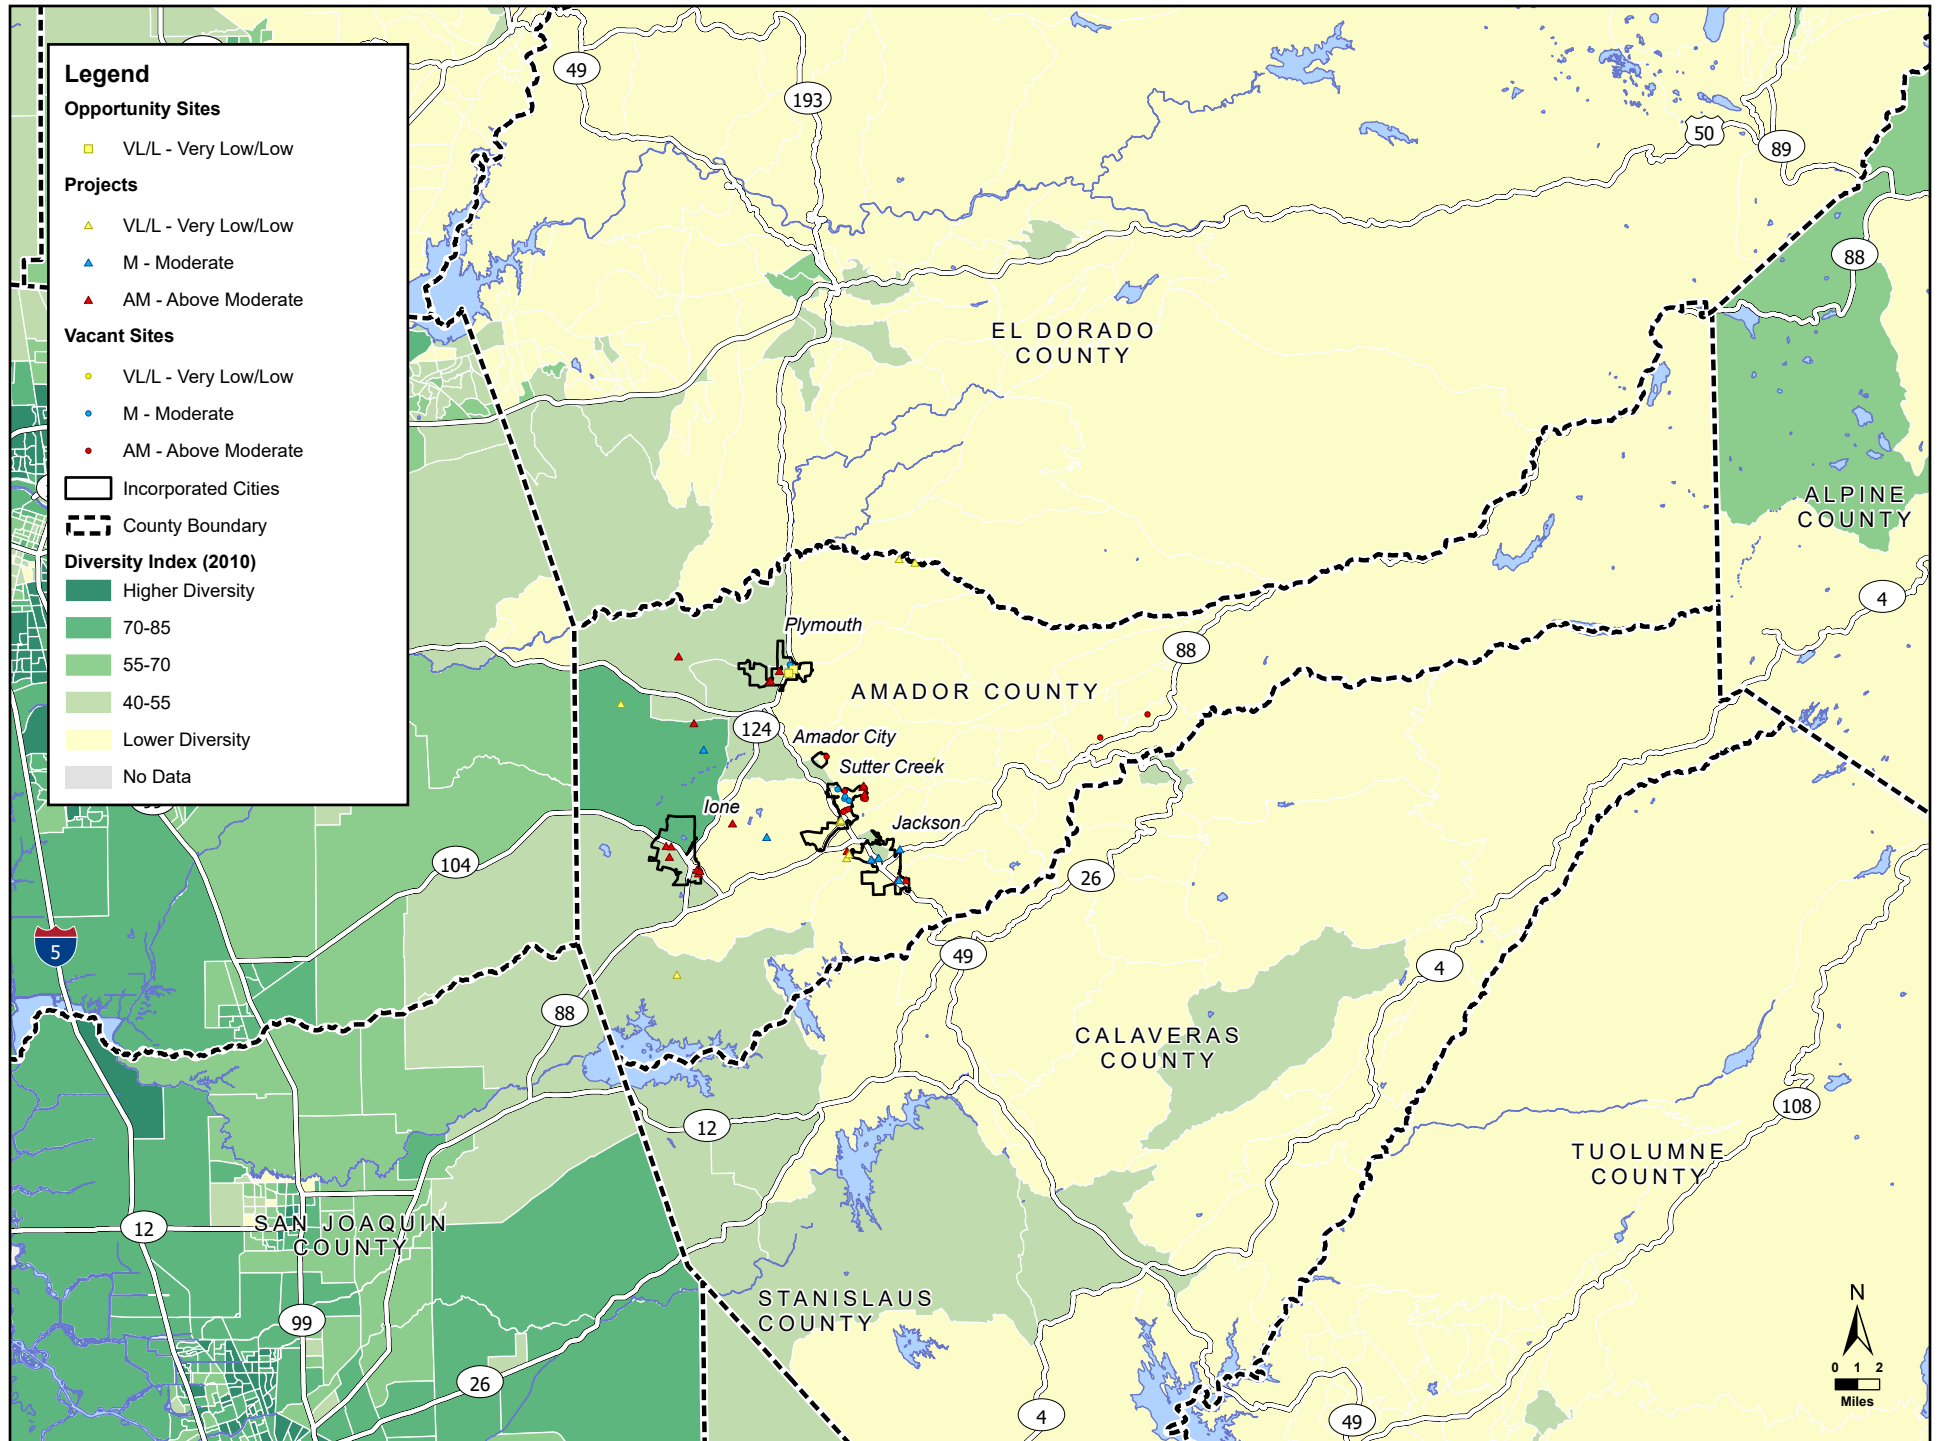 Legend
Opportunity Sites
VL/L - Very Low/Low
Projects
VL/L - Very Low/Low
M - Moderate
AM - Above Moderate
Vacant Sites
VL/L - Very Low/Low
M - Moderate
AM - Above Moderate
Incorporated Cities
County Boundary
Diversity Index (2010)
Higher Diversity
70-85
55-70
40-55
Lower Diversity
No Data
49
193
50
89
88
EL DORADO
COUNTY
ALPINE
COUNTY
4
Plymouth
88
AMADOR COUNTY
124
Amador City
Sutter Creek
Ione
Jackson
104
26
5
49
4
88
CALAVERAS
COUNTY
12
108
TUOLUMNE
COUNTY
12
SAN JOAQUIN
COUNTY
STANISLAUS
COUNTY
99
26
4
49
N
0 1 2
Miles